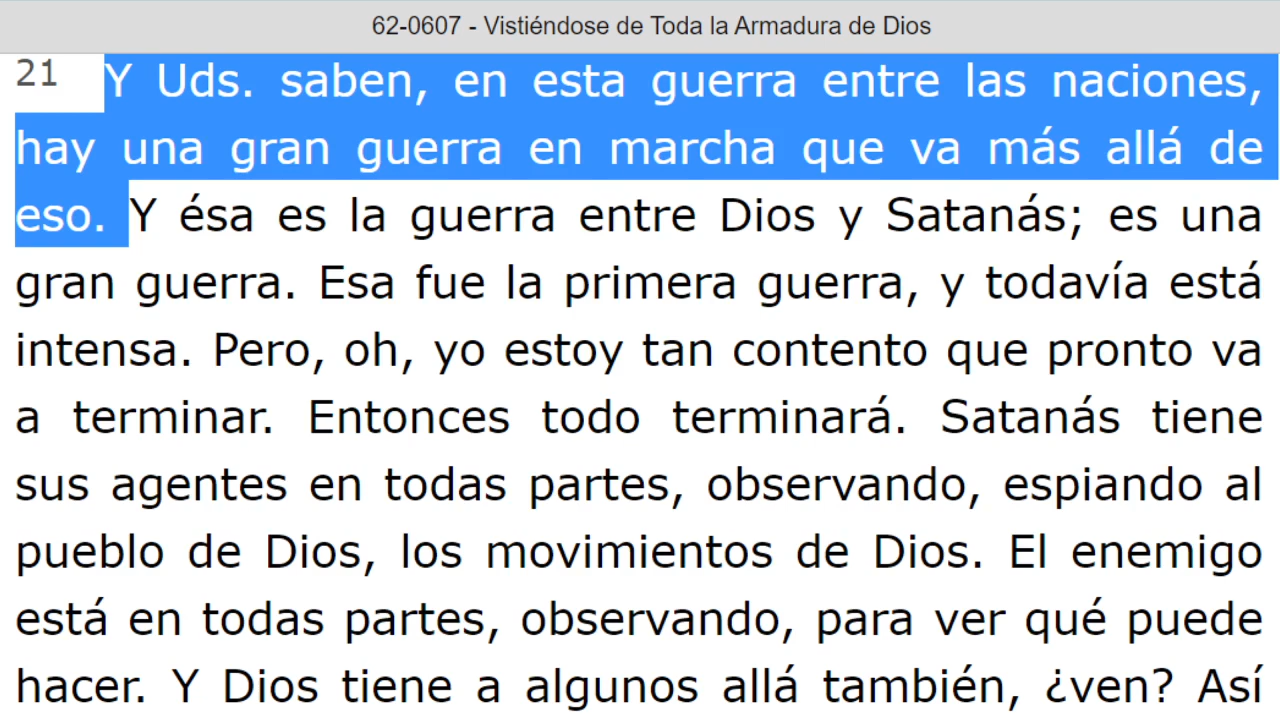 62-0607 - Vistiéndose de Toda la Armadura de Dios
21 Y Uds. saben, en esta guerra entre las naciones,
hay una gran guerra en marcha que va más allá de
eso. Y ésa es la guerra entre Dios y Satanás; es una
gran guerra. Esa fue la primera guerra, y todavía está
intensa. Pero, oh, yo estoy tan contento que pronto va
a terminar. Entonces todo terminará. Satanás tiene
sus agentes en todas partes, observando, espiando al
pueblo de Dios, los movimientos de Dios. El enemigo
está en todas partes, observando, para ver qué puede
hacer. Y Dios tiene a algunos allá también, ¿ven? Así